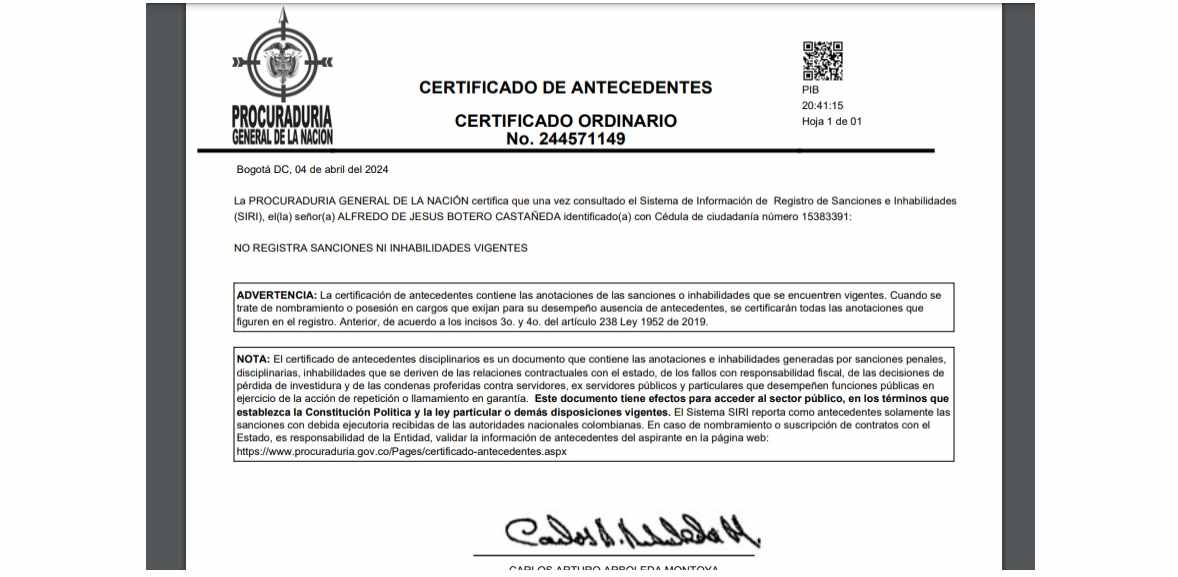 PROCURADURIA
GENERAL DE LA NACION
CERTIFICADO DE ANTECEDENTES
CERTIFICADO ORDINARIO
No. 244571149
PIB
20:41:15
Hoja 1 de 01
Bogotá DC, 04 de abril del 2024
La PROCURADURIA GENERAL DE LA NACIÓN certifica que una vez consultado el Sistema de Información de Registro de Sanciones e Inhabilidades
(SIRI), el(la) señor(a) ALFREDO DE JESUS BOTERO CASTAÑEDA identificado(a) con Cédula de ciudadanía número 15383391:
NO REGISTRA SANCIONES NI INHABILIDADES VIGENTES
ADVERTENCIA: La certificación de antecedentes contiene las anotaciones de las sanciones o inhabilidades que se encuentren vigentes. Cuando se
trate de nombramiento o posesión en cargos que exijan para su desempeño ausencia de antecedentes, se certificarán todas las anotaciones que
figuren en el registro. Anterior, de acuerdo a los incisos 3o. y 4o. del artículo 238 Ley 1952 de 2019.
NOTA: El certificado de antecedentes disciplinarios es un documento que contiene las anotaciones e inhabilidades generadas por sanciones penales,
disciplinarias, inhabilidades que se deriven de las relaciones contractuales con el estado, de los fallos con responsabilidad fiscal, de las decisiones de
pérdida de investidura y de las condenas proferidas contra servidores, ex servidores públicos y particulares que desempeñen funciones públicas en
ejercicio de la acción de repetición o llamamiento en garantía. Este documento tiene efectos para acceder al sector público, en los términos que
establezca la Constitución Política y la ley particular o demás disposiciones vigentes. El Sistema SIRI reporta como antecedentes solamente las
sanciones con debida ejecutoria recibidas de las autoridades nacionales colombianas. En caso de nombramiento o suscripción de contratos con el
Estado, es responsabilidad de la Entidad, validar la información de antecedentes del aspirante en la página web:
https://www.procuraduria.gov.co/Pages/certificado-antecedentes.aspx
CARLOS ARTURO ARBOLEDA MONTOYA